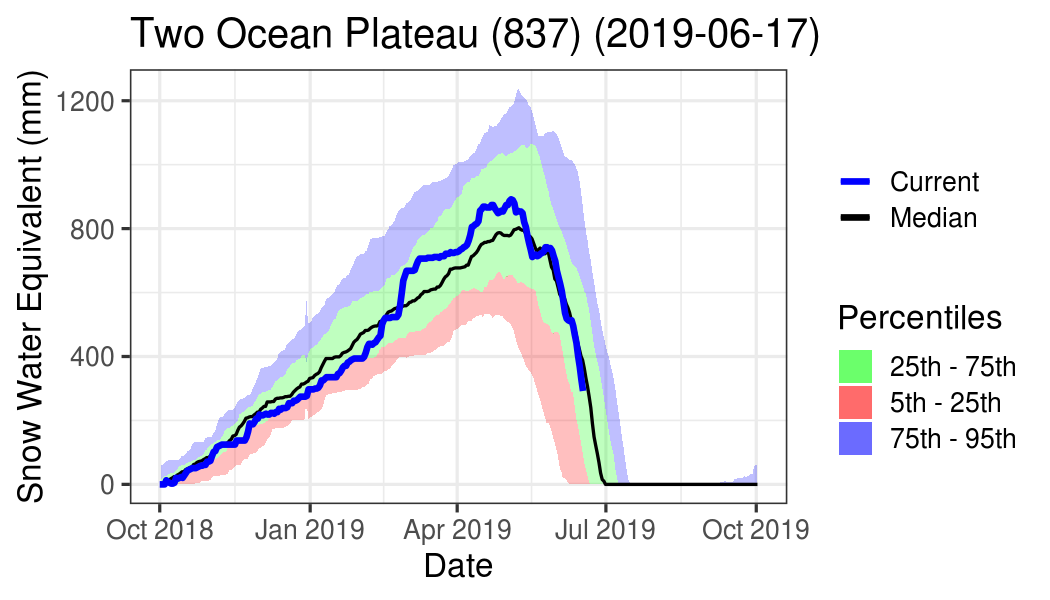 Two Ocean Plateau (837) (2019-06-17)
Snow Water Equivalent (mm)
1200
800
400
0
Oct 2018 Jan 2019 Apr 2019 Jul 2019 Oct 2019
Date
Current
Median
Percentiles
25th - 75th
5th - 25th
75th - 95th